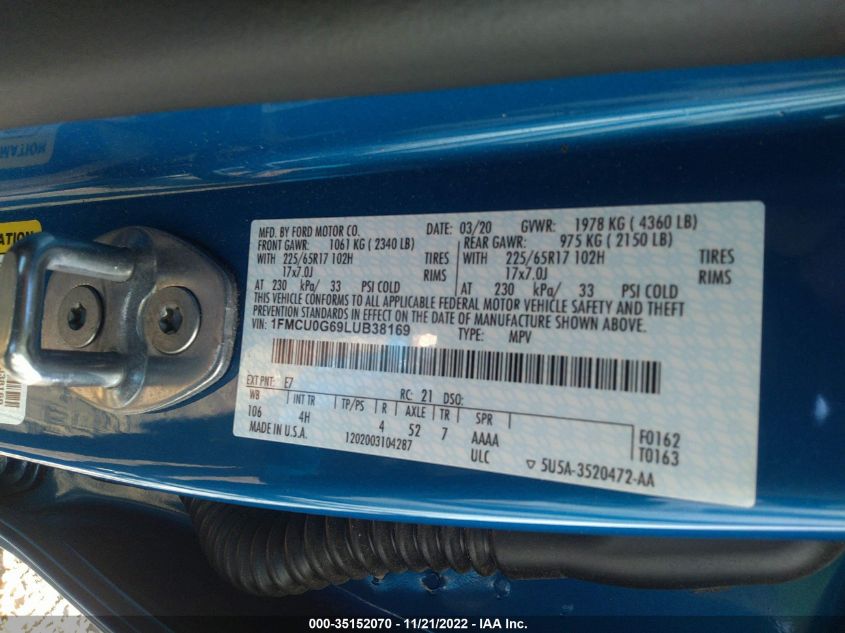 MFG. BY FORD MOTOR CO. DATE: 03/20 GVWR: 1978 KG ( 4360 LB)
FRONT GAWR: 1061 KG ( 2340 LB) REAR GAWR: 975 KG ( 2150 LB)
WITH 225/65R17 102H TIRES WITH 225/65R17 102H TIRES
17x7.0J RIMS 17x7.0J RIMS
AT 230 kPa/ 33 PSI COLD AT 230 kPa/ 33 PSI COLD
THIS VEHICLE CONFORMS TO ALL APPLICABLE FEDERAL MOTOR VEHICLE SAFETY AND THEFT
PREVENTION STANDARDS IN EFFECT ON THE DATE OF MANUFACTURE SHOWN ABOVE.
VIN: 1FMCU0G69LUB38169
TYPE: MPV
EXT PNT: E7 RC: 21 DSO:
WB INT TR TP/PS R AXLE TR SPR
106 4H 4 52 7 AAAA F0162
MADE IN U.S.A. 1202003104287 ULC T0163
▽ 5U5A-3520472-AA
ATION
MATION
38169
000-35152070 - 11/21/2022 - IAA Inc.